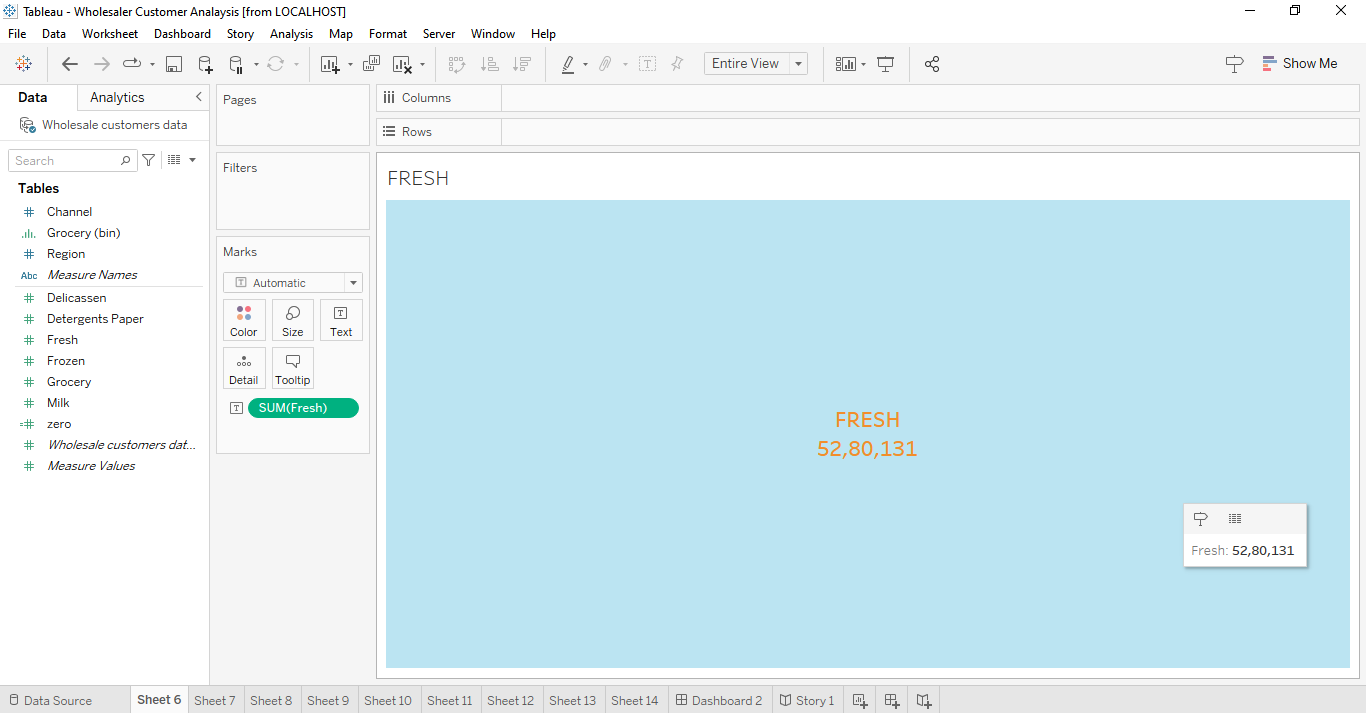 Tableau - Wholesaler Customer Analaysis [from LOCALHOST]
File Data Worksheet Dashboard Story Analysis Map Format Server Window Help
Entire View
Show Me
Data Analytics
Wholesale customers data
Search
Tables
Channel
Grocery (bin)
Region
Abc Measure Names
Delicassen
Detergents Paper
Fresh
Frozen
Grocery
Milk
zero
Wholesale customers dat...
Measure Values
Pages
Filters
Marks
Automatic
Color Size Text
Detail Tooltip
SUM(Fresh)
Columns
Rows
FRESH
FRESH
52,80,131
Fresh: 52,80,131
Data Source Sheet 6 Sheet 7 Sheet 8 Sheet 9 Sheet 10 Sheet 11 Sheet 12 Sheet 13 Sheet 14 Dashboard 2 Story 1